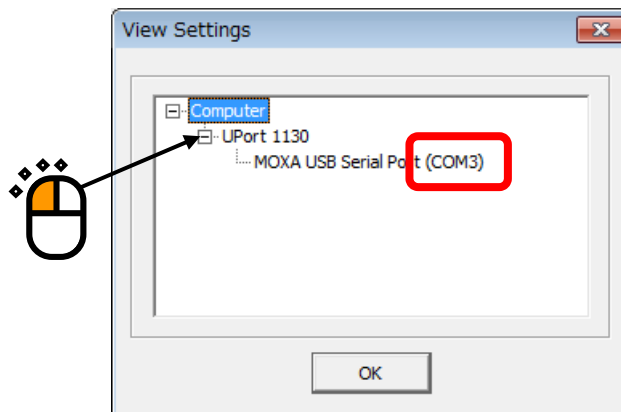 View Settings
Computer
UPort 1130
MOXA USB Serial Port (COM3)
OK